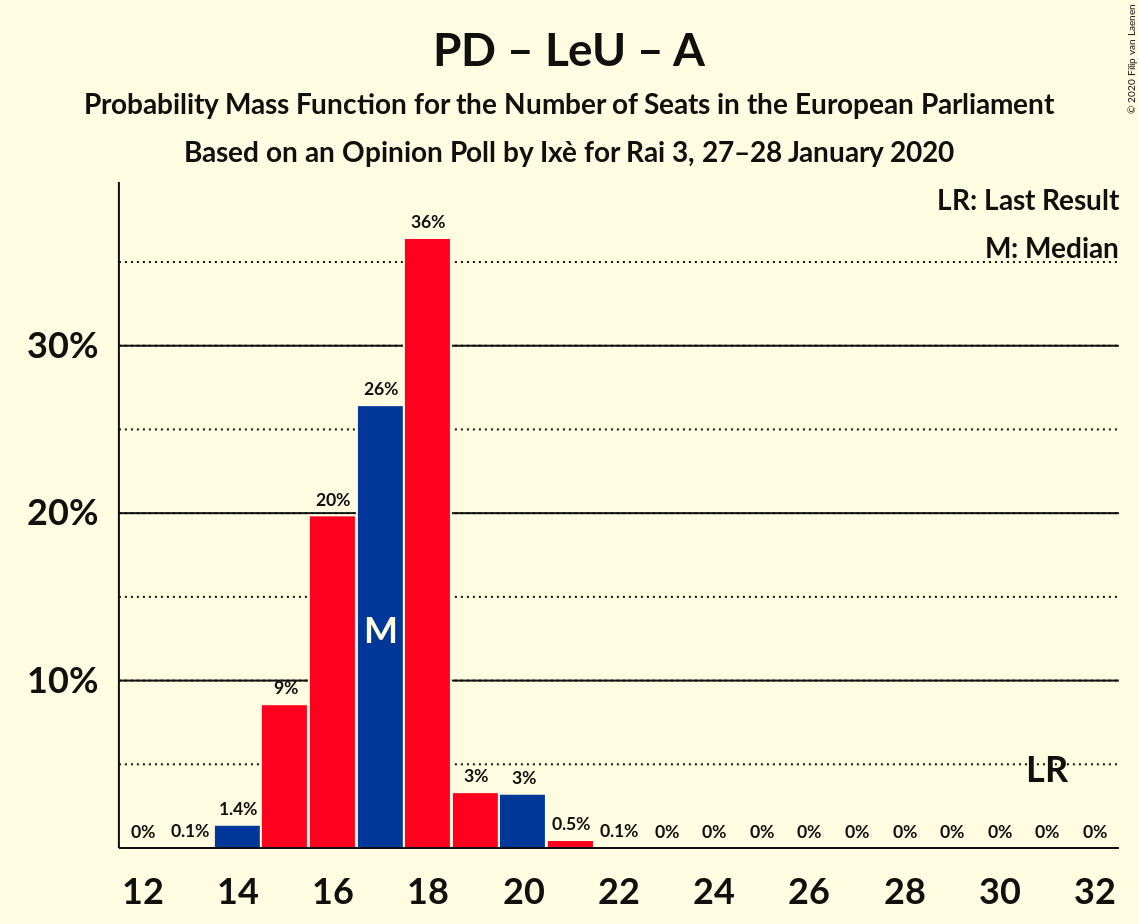 PD – LeU – A
Probability Mass Function for the Number of Seats in the European Parliament
Based on an Opinion Poll by Ixè for Rai 3, 27–28 January 2020
© 2020 Filip van Laenen
LR: Last Result
M: Median
36%
30%
26%
20%
20%
M
10%
9%
LR
3%
3%
1.4%
0.5%
0% 0.1% 0.1% 0% 0% 0% 0% 0% 0% 0% 0% 0% 0%
12 14 16 18 20 22 24 26 28 30 32